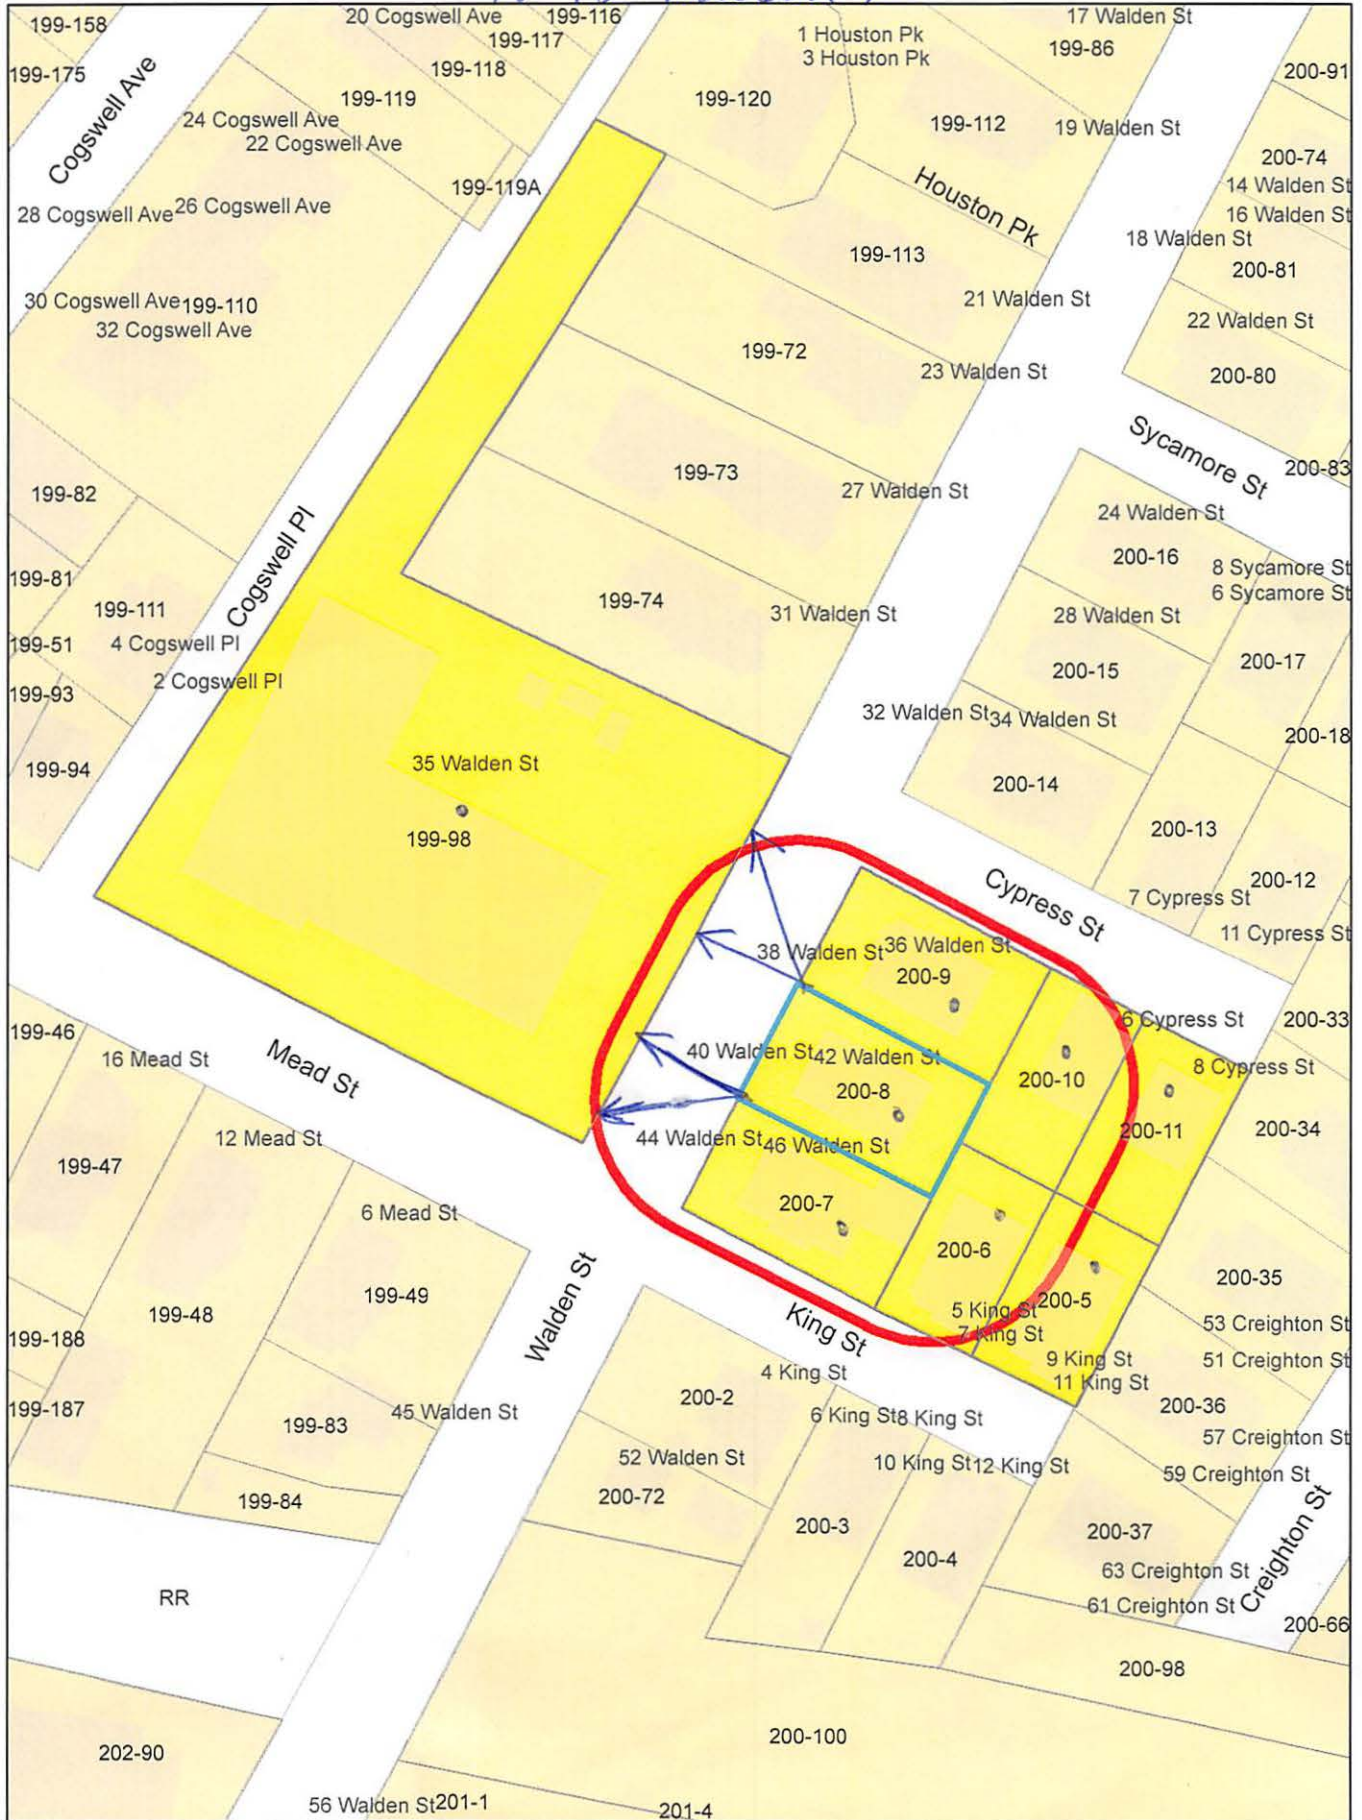 20 Cogswell Ave
199-116
17 Walden St
199-158
1 Houston Pk
199-117
3 Houston Pk
199-86
199-175
199-118
200-91
199-119
199-120
Cogswell Ave
24 Cogswell Ave
199-112
19 Walden St
22 Cogswell Ave
200-74
199-119A
14 Walden St
28 Cogswell Ave
26 Cogswell Ave
Houston Pk
16 Walden St
18 Walden St
199-113
200-81
30 Cogswell Ave
199-110
21 Walden St
32 Cogswell Ave
22 Walden St
199-72
23 Walden St
200-80
Sycamore St
199-73
200-83
199-82
27 Walden St
24 Walden St
Cogswell Pl
200-16
8 Sycamore St
199-81
6 Sycamore St
199-111
199-74
31 Walden St
28 Walden St
199-51
4 Cogswell Pl
200-15
200-17
2 Cogswell Pl
199-93
32 Walden St
34 Walden St
200-18
199-94
35 Walden St
200-14
199-98
200-13
Cypress St
200-12
7 Cypress St
11 Cypress St
38 Walden St
36 Walden St
200-9
199-46
6 Cypress St
200-33
16 Mead St
Mead St
40 Walden St
42 Walden St
8 Cypress St
200-8
200-10
12 Mead St
44 Walden St
46 Walden St
200-11
200-34
199-47
200-7
6 Mead St
200-6
200-35
199-49
Walden St
200-5
199-48
5 King St
King St
7 King St
53 Creighton St
199-188
9 King St
51 Creighton St
4 King St
11 King St
199-187
45 Walden St
200-2
6 King St
8 King St
200-36
199-83
57 Creighton St
52 Walden St
10 King St
12 King St
59 Creighton St
199-84
200-72
200-3
200-37
Creighton St
200-4
63 Creighton St
RR
61 Creighton St
200-66
200-98
200-100
202-90
56 Walden St
201-1
201-4